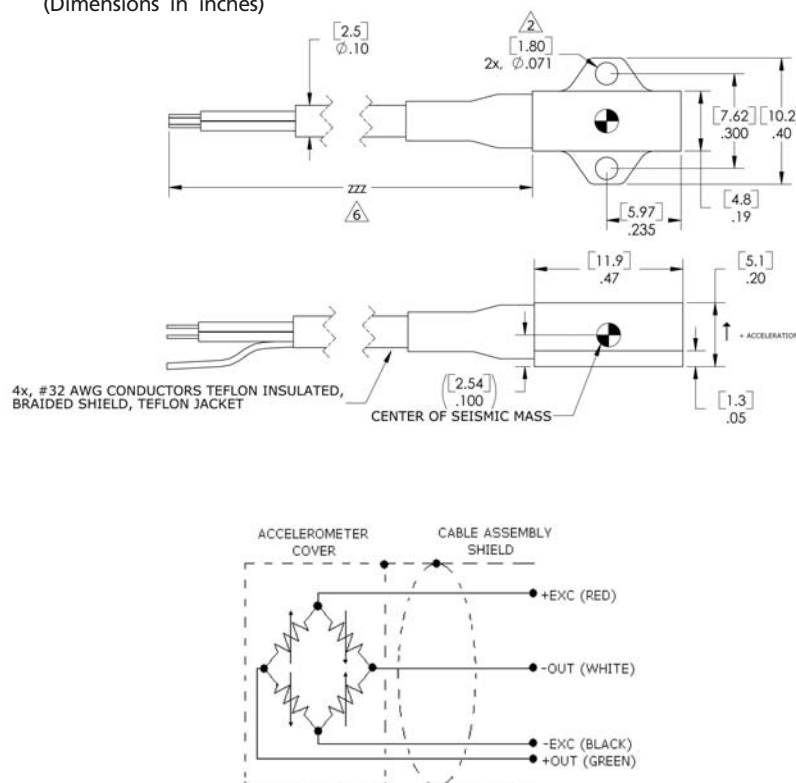 (Dimensions in inches)
[2.5]
Ø.10
2
[1.80]
2x, Ø.071
[7.62]
.300
[10.2
.40
[4.8]
.19
[5.97]
.235
zzz
6
[11.9]
.47
[5.1]
.20
+ ACCELERATION
4x, #32 AWG CONDUCTORS TEFLON INSULATED,
BRAIDED SHIELD, TEFLON JACKET
([2.54]
.100)
CENTER OF SEISMIC MASS
[1.3]
.05
ACCELEROMETER
COVER
CABLE ASSEMBLY
SHIELD
+EXC (RED)
-OUT (WHITE)
-EXC (BLACK)
+OUT (GREEN)